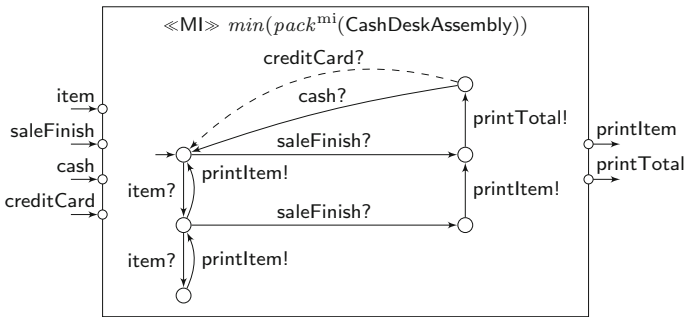 ≪MI≫ min(pack^mi(CashDeskAssembly))
creditCard?
cash?
item
saleFinish
cash
creditCard
printTotal!
printItem
printTotal
saleFinish?
item?
printItem!
printItem!
saleFinish?
item?
printItem!